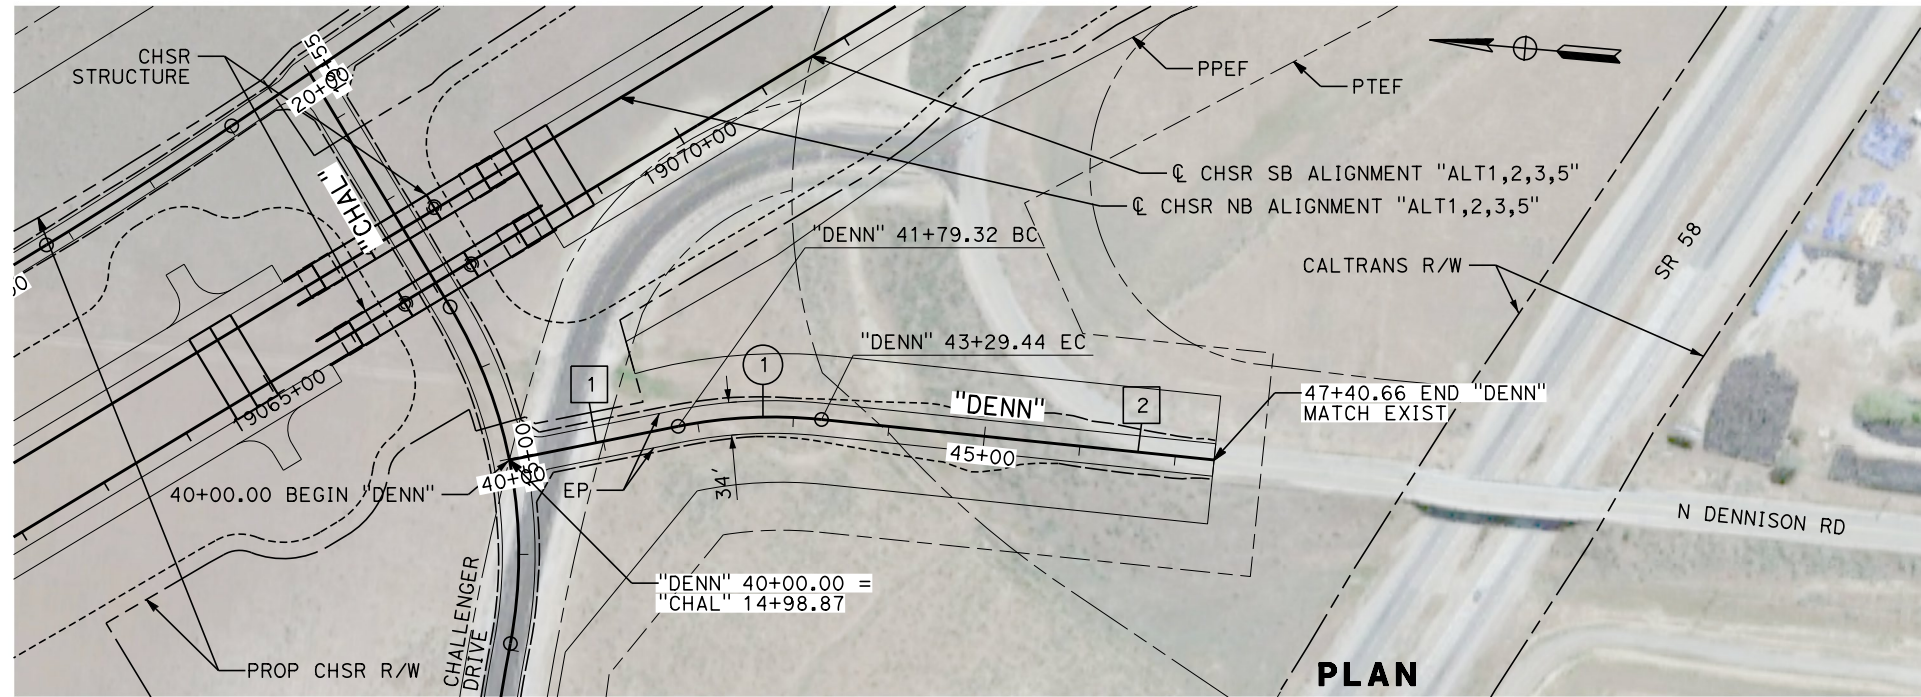 CHSR
STRUCTURE
20+00
"CHAL"
19070+00
PPEF
PTEF
℄ CHSR SB ALIGNMENT "ALT1,2,3,5"
℄ CHSR NB ALIGNMENT "ALT1,2,3,5"
"DENN" 41+79.32 BC
CALTRANS R/W
SR 58
"DENN" 43+29.44 EC
1
1
2
"DENN"
47+40.66 END "DENN"
MATCH EXIST
19065+00
45+00
40+00
40+00.00 BEGIN "DENN"
EP
34'
N DENNISON RD
"DENN" 40+00.00 =
"CHAL" 14+98.87
CHALLENGER
DRIVE
PROP CHSR R/W
PLAN